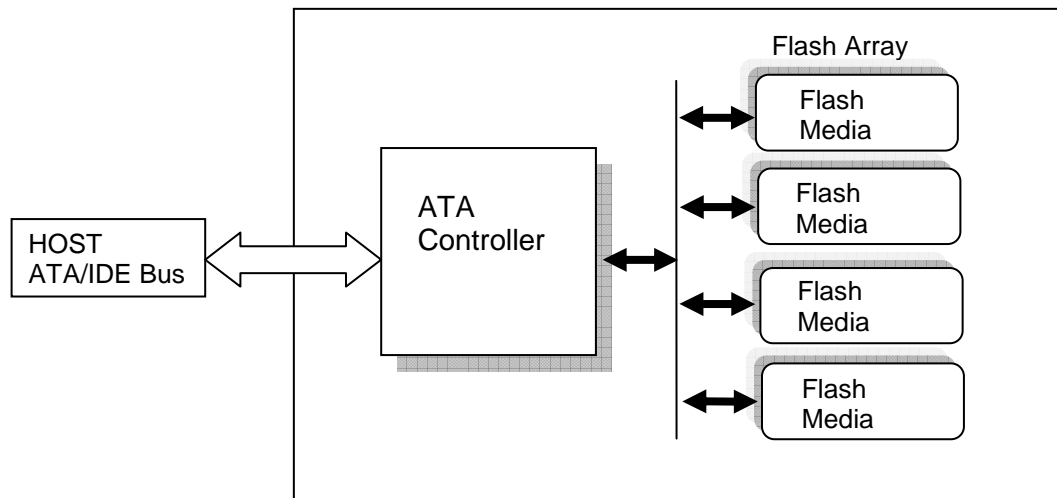 Flash Array
Flash
Media
Flash
Media
Flash
Media
Flash
Media
ATA
Controller
HOST
ATA/IDE Bus